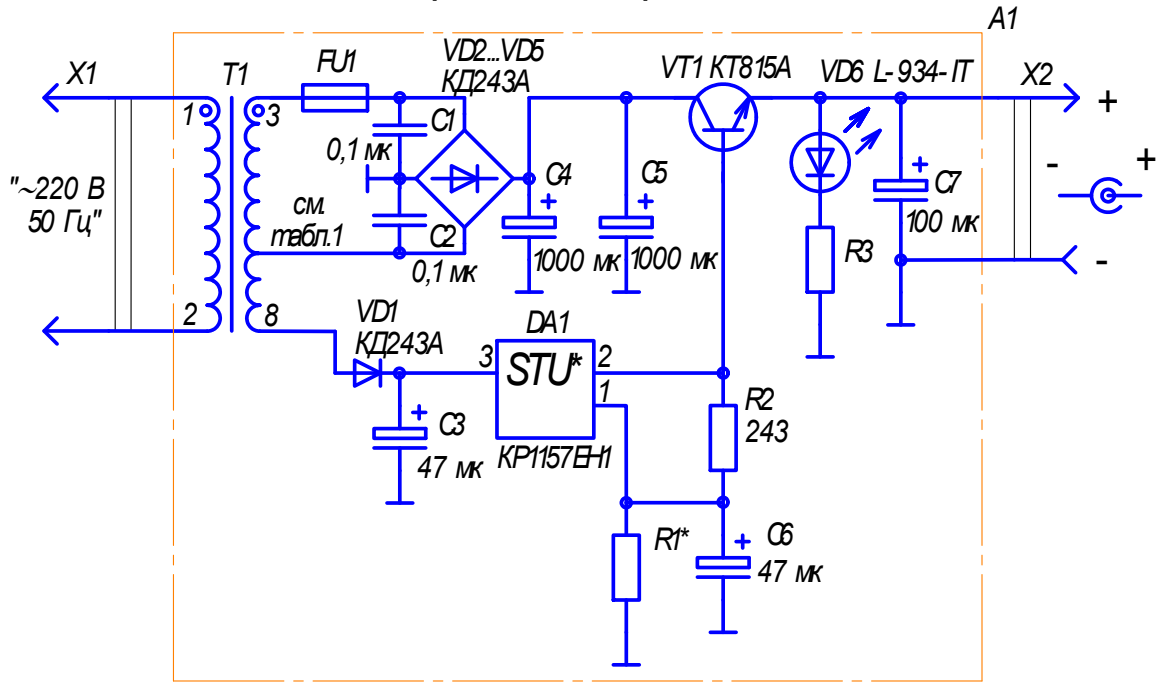 A1
X1
T1
FU1
VD2...VD5
КД243А
VT1 КТ815А
VD6 L-934-IT
X2
1
3
C1
0,1 мк
+
"~220 В
50 Гц"
см.
табл.1
C2
0,1 мк
C4
+
1000 мк
C5
+
1000 мк
R3
+
C7
100 мк
-
+
-
2
8
VD1
КД243А
DA1
3
STU*
2
1
КР1157ЕН1
+
C3
47 мк
R2
243
R1*
+
C6
47 мк